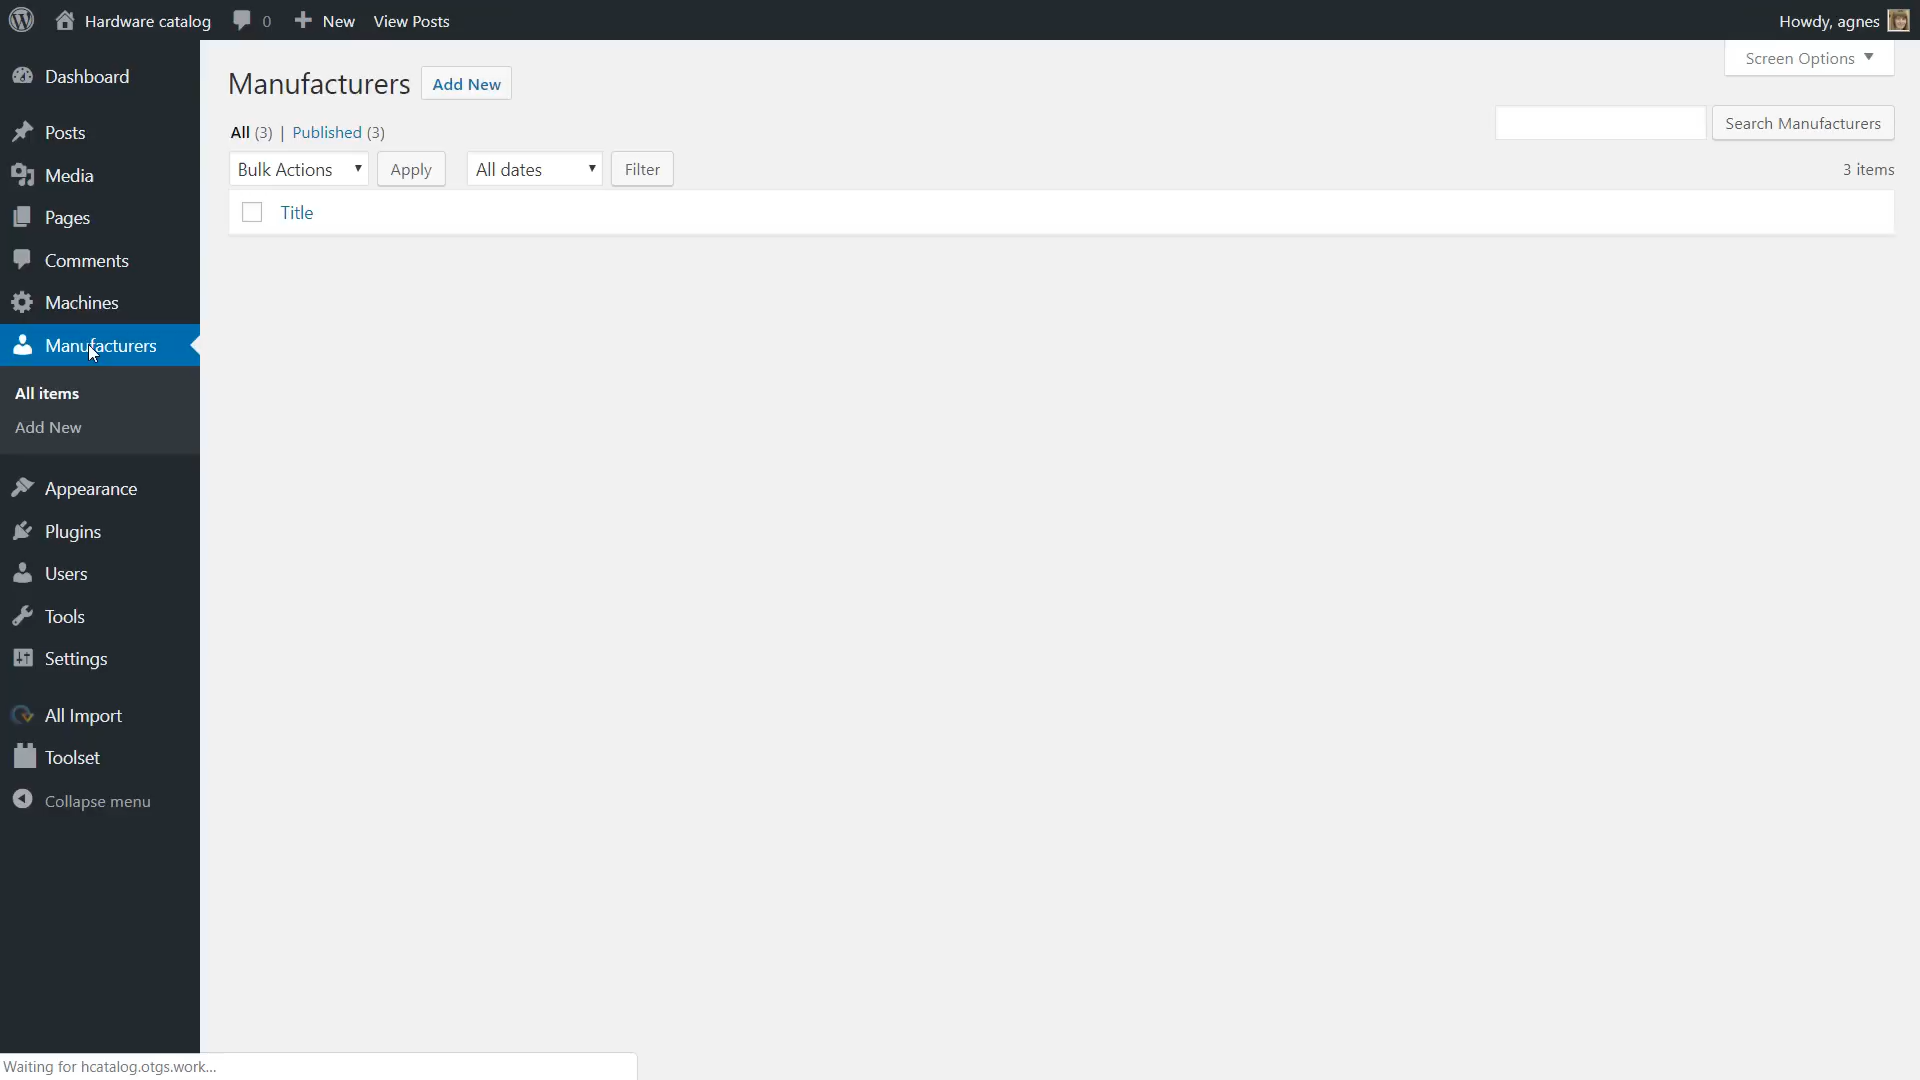 Hardware catalog 0 New View Posts Howdy, agnes
Dashboard
Posts
Media
Pages
Comments
Machines
Manufacturers
All items
Add New
Appearance
Plugins
Users
Tools
Settings
All Import
Toolset
Collapse menu
Screen Options
Manufacturers Add New
All (3) | Published (3)
Search Manufacturers
Bulk Actions Apply All dates Filter 3 items
Title
Waiting for hcatalog.otgs.work...